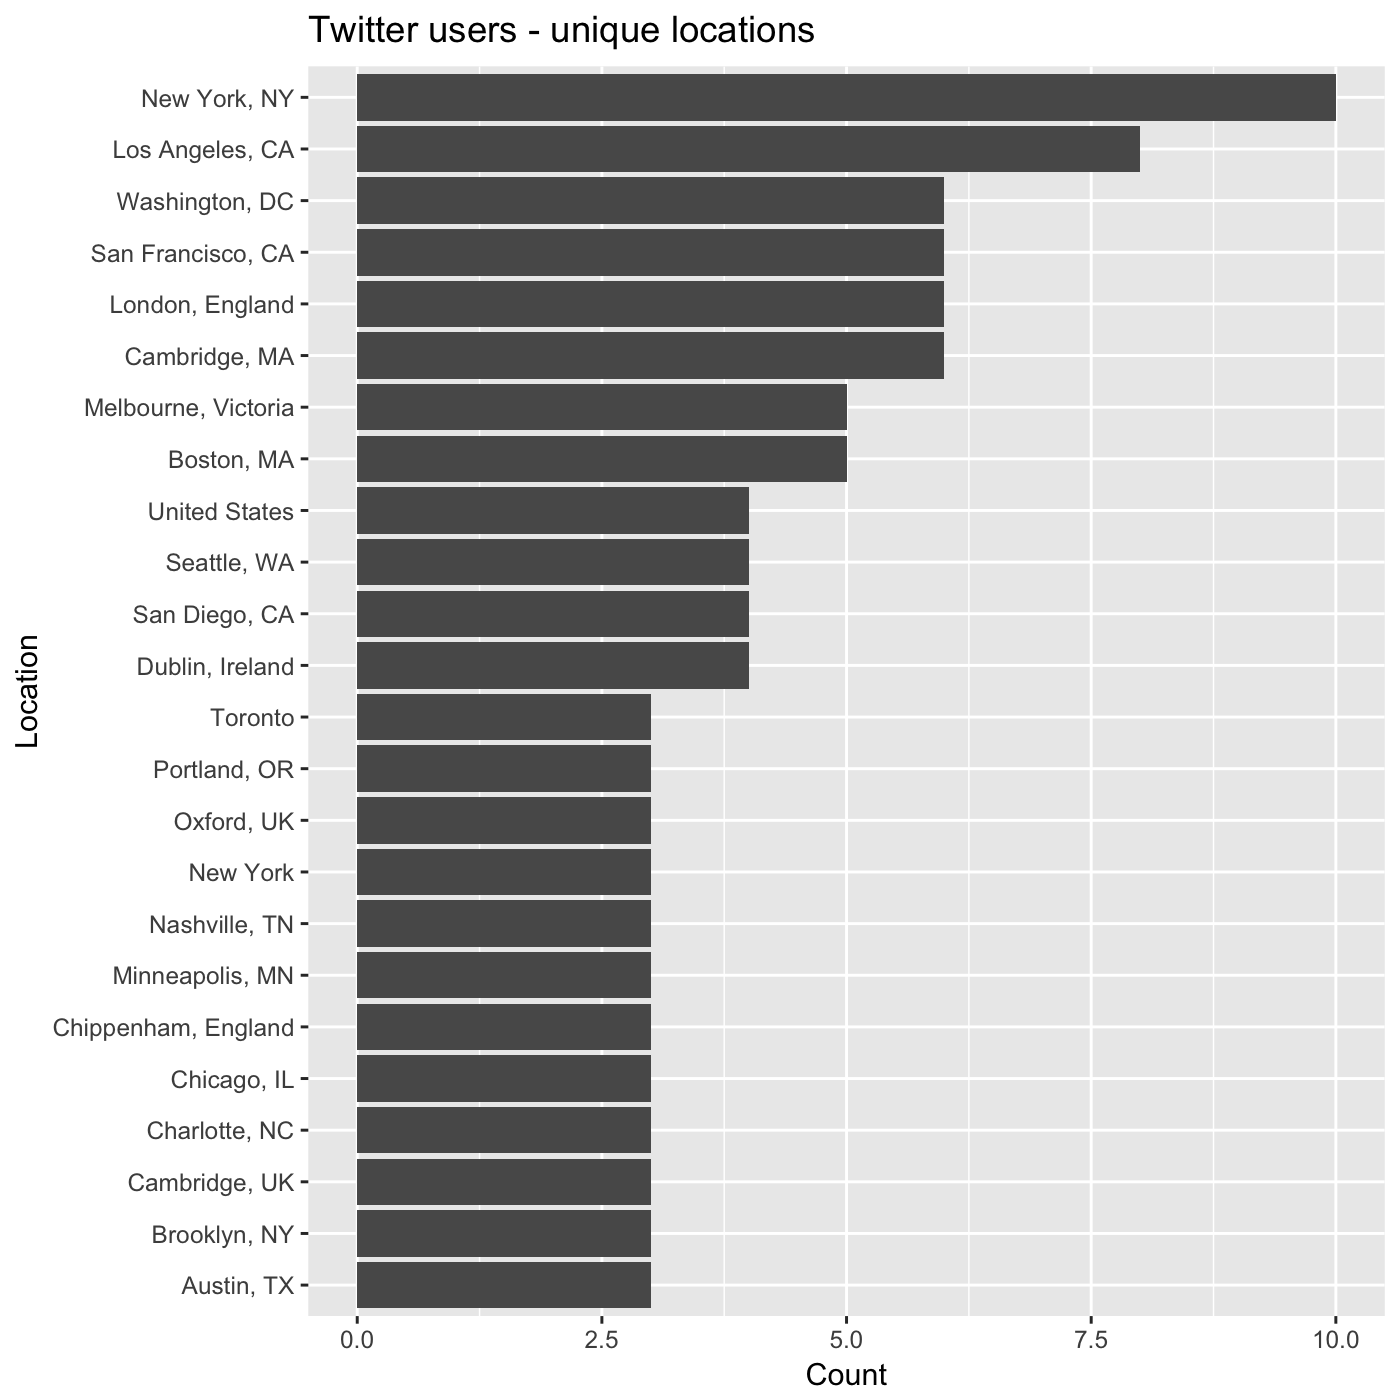 Twitter users - unique locations
New York, NY
Los Angeles, CA
Washington, DC
San Francisco, CA
London, England
Cambridge, MA
Melbourne, Victoria
Boston, MA
United States
Seattle, WA
San Diego, CA
Dublin, Ireland
Toronto
Portland, OR
Oxford, UK
New York
Nashville, TN
Minneapolis, MN
Chippenham, England
Chicago, IL
Charlotte, NC
Cambridge, UK
Brooklyn, NY
Austin, TX
Location
0.0 2.5 5.0 7.5 10.0
Count